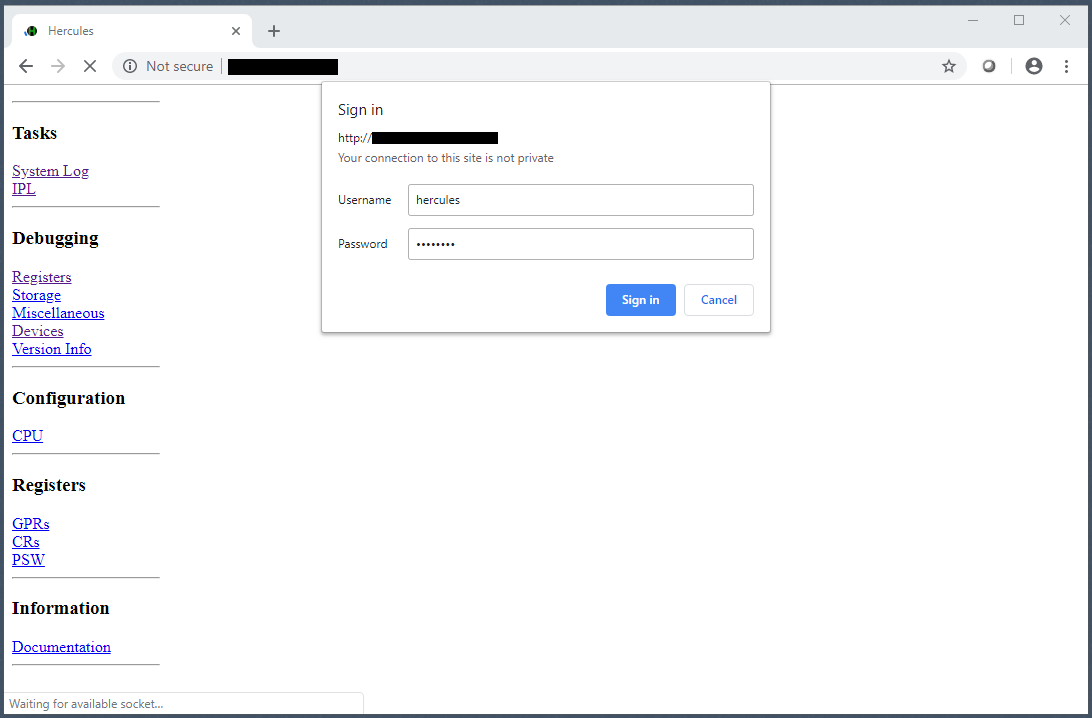 Hercules
Not secure
Sign in
http://
Your connection to this site is not private
Username hercules
Password ••••••••
Sign in Cancel
Tasks
System Log
IPL
Debugging
Registers
Storage
Miscellaneous
Devices
Version Info
Configuration
CPU
Registers
GPRs
CRs
PSW
Information
Documentation
Waiting for available socket...